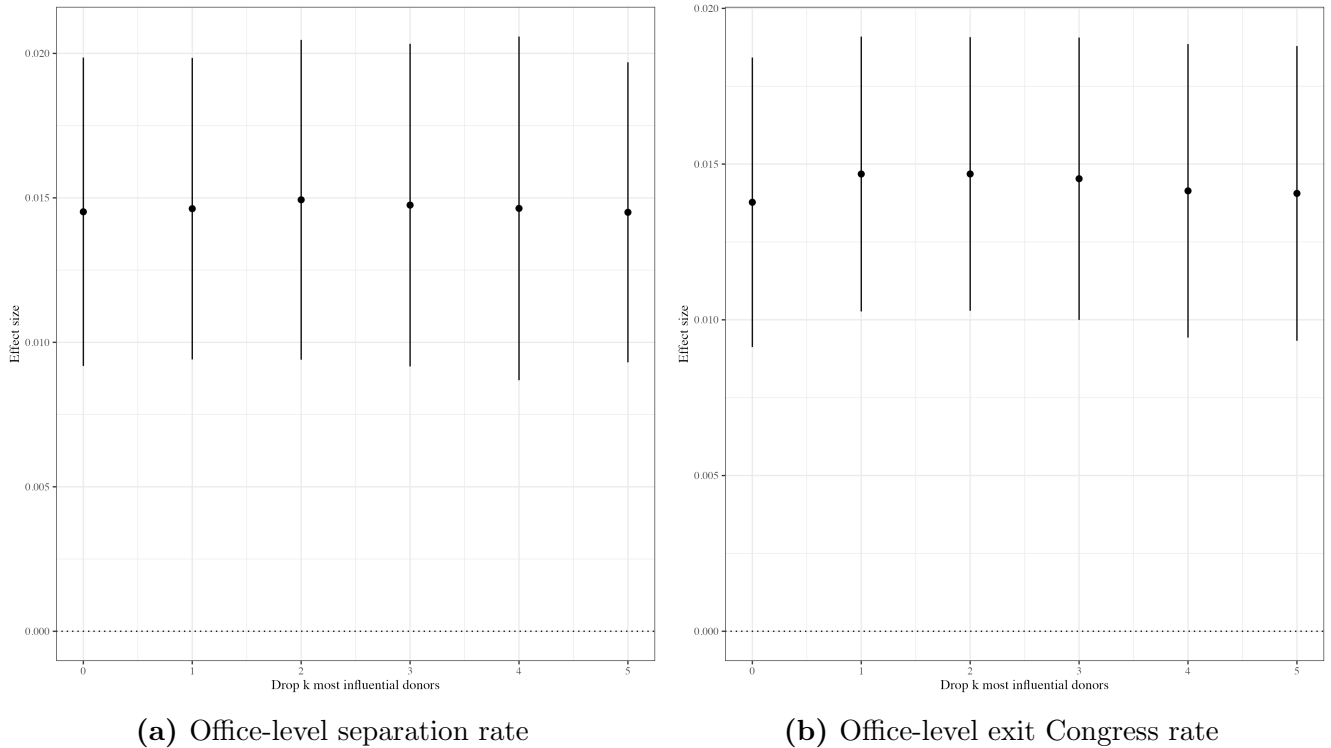 0.020
0.015
0.010
0.005
0.000
Effect size
0 1 2 3 4 5
Drop k most influential donors
(a) Office-level separation rate
0.020
0.015
0.010
0.005
0.000
Effect size
0 1 2 3 4 5
Drop k most influential donors
(b) Office-level exit Congress rate